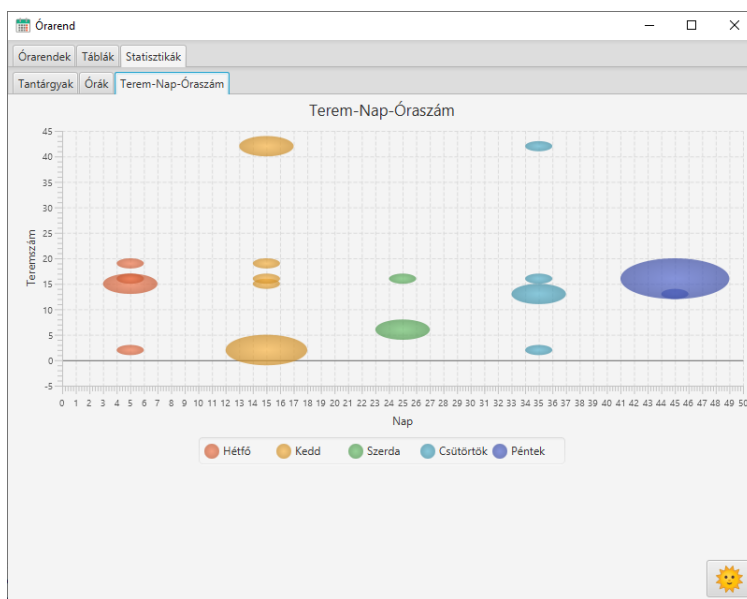 Órarend
Órarendek Táblák Statisztikák
Tantárgyak Órák Terem-Nap-Óraszám
Terem-Nap-Óraszám
Teremszám
45
40
35
30
25
20
15
10
5
0
-5
0 1 2 3 4 5 6 7 8 9 10 11 12 13 14 15 16 17 18 19 20 21 22 23 24 25 26 27 28 29 30 31 32 33 34 35 36 37 38 39 40 41 42 43 44 45 46 47 48 49 50
Nap
Hétfő Kedd Szerda Csütörtök Péntek